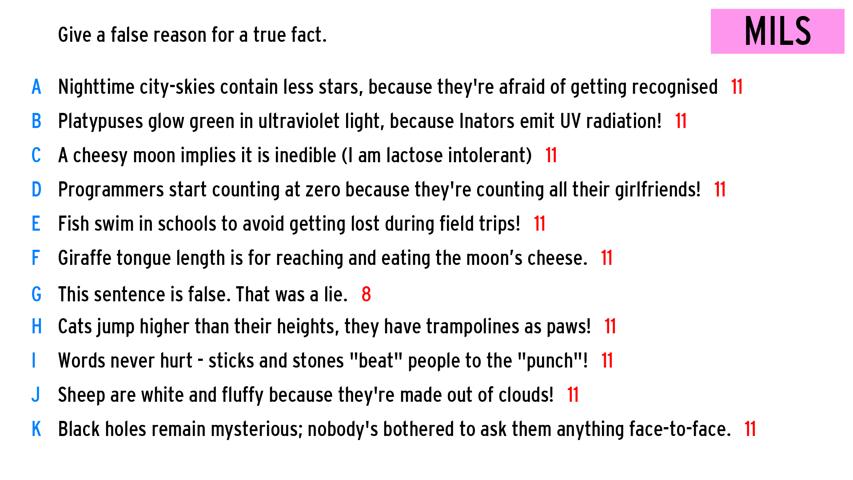 Give a false reason for a true fact.
MILS
A Nighttime city-skies contain less stars, because they're afraid of getting recognised 11
B Platypuses glow green in ultraviolet light, because Inators emit UV radiation! 11
C A cheesy moon implies it is inedible (I am lactose intolerant) 11
D Programmers start counting at zero because they're counting all their girlfriends! 11
E Fish swim in schools to avoid getting lost during field trips! 11
F Giraffe tongue length is for reaching and eating the moon’s cheese. 11
G This sentence is false. That was a lie. 8
H Cats jump higher than their heights, they have trampolines as paws! 11
I Words never hurt - sticks and stones "beat" people to the "punch"! 11
J Sheep are white and fluffy because they're made out of clouds! 11
K Black holes remain mysterious; nobody's bothered to ask them anything face-to-face. 11